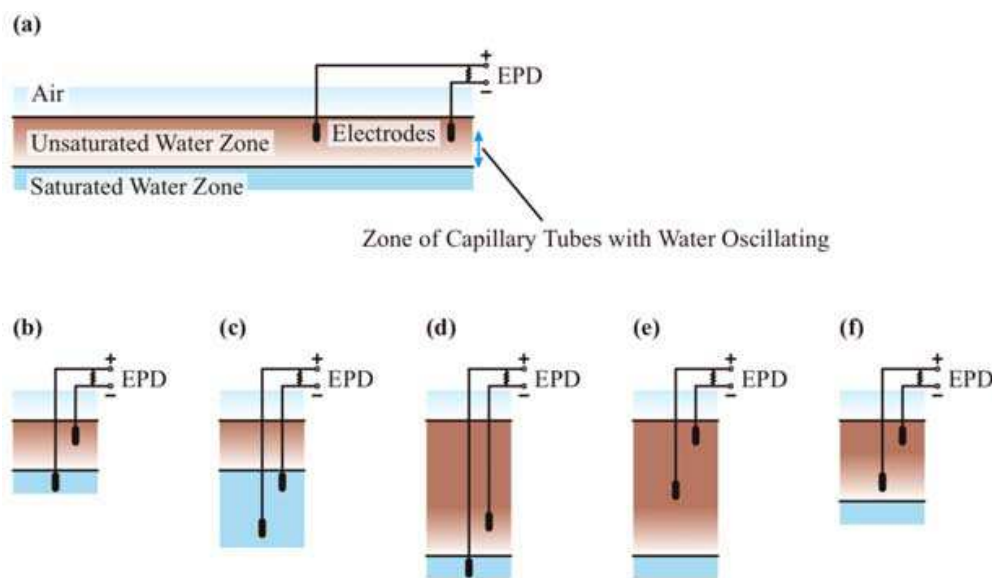 (a)
+
EPD
−
Air
Unsaturated Water Zone
Electrodes
Saturated Water Zone
Zone of Capillary Tubes with Water Oscillating
(b)
+
EPD
−
(c)
+
EPD
−
(d)
+
EPD
−
(e)
+
EPD
−
(f)
+
EPD
−